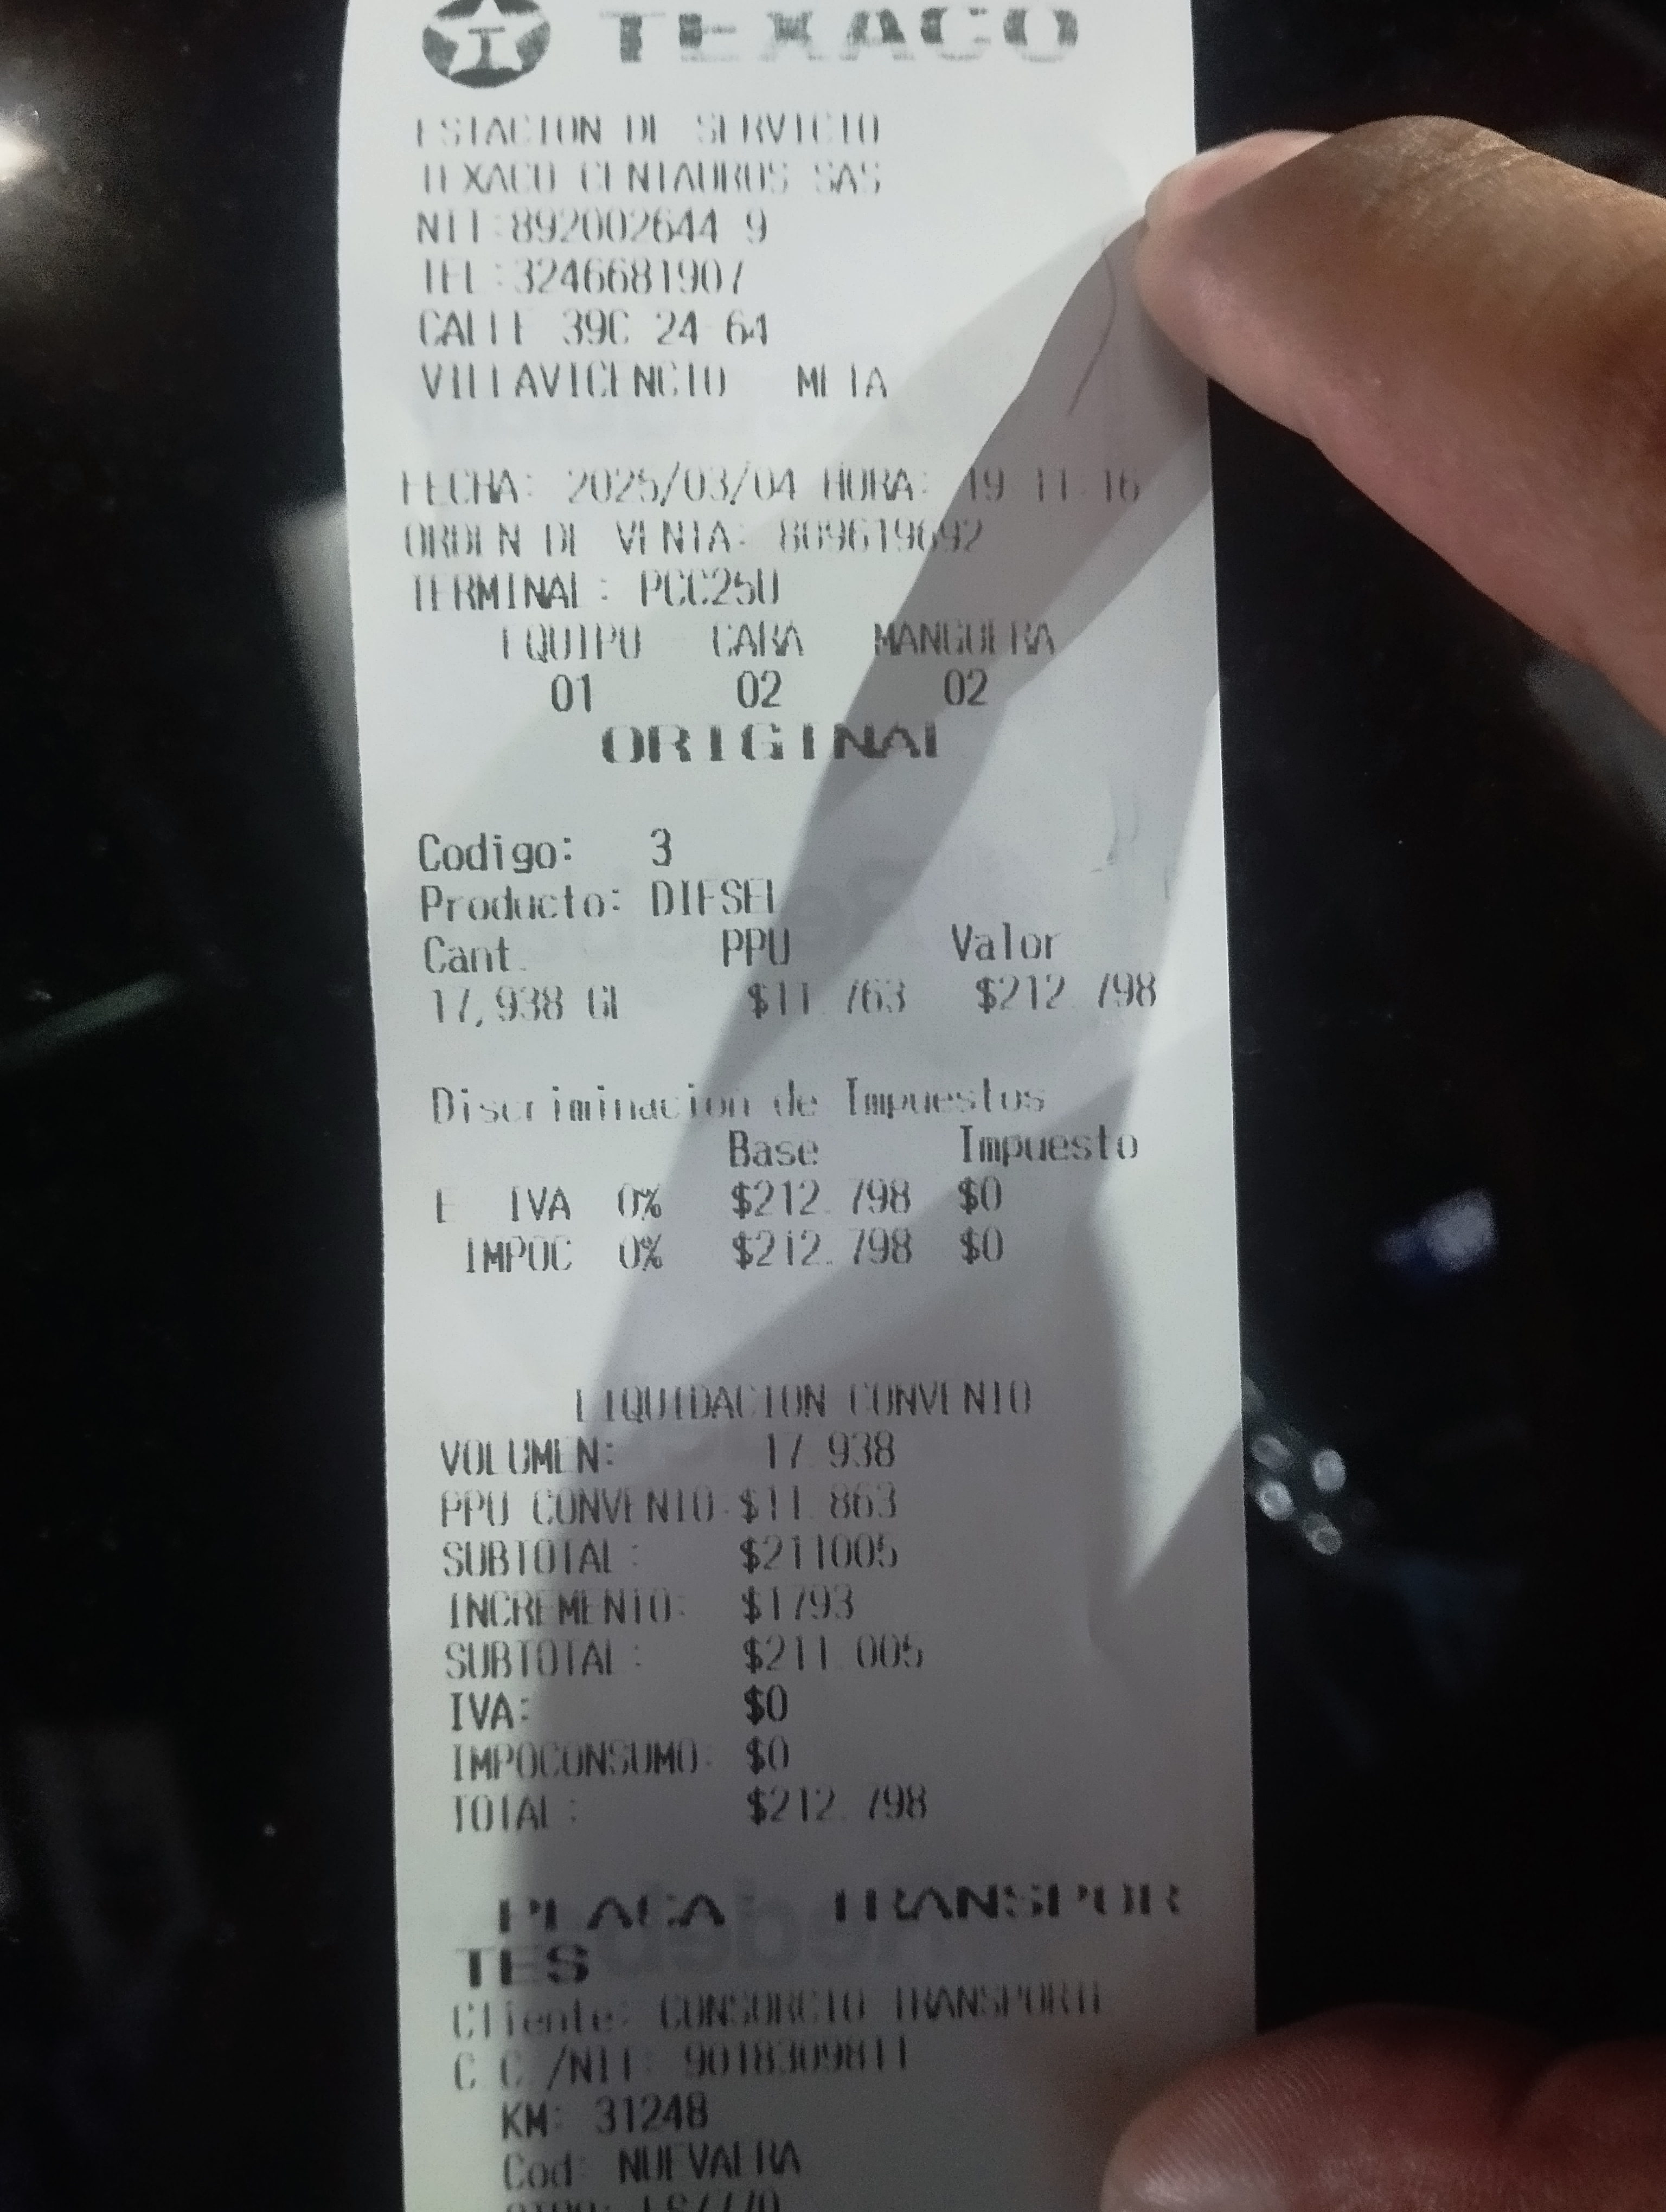 TEXACO
ESTACION DE SERVICIO
TEXACO CENTAUROS SAS
NIT:892002644 9
TEL:3246681907
CALLE 39C 24 64
VILLAVICENCIO META
FECHA: 2025/03/04 HORA: 19 11 16
ORDEN DE VENTA: 809619692
TERMINAL: PCC25U
EQUIPO CARA MANGUERA
01 02 02
ORIGINAL
Codigo: 3
Producto: DIESEL
Cant. PPU Valor
17,938 GL $11.763 $212.798
Discriminacion de Impuestos
Base Impuesto
E IVA 0% $212.798 $0
IMPOC 0% $212.798 $0
LIQUIDACION CONVENIO
VOLUMEN: 17.938
PPU CONVENIO $11.863
SUBTOTAL: $211005
INCREMENTO: $1793
SUBTOTAL: $211.005
IVA: $0
IMPOCONSUMO: $0
TOTAL: $212.798
PLACA TRANSPOR
TES
Cliente: CONSORCIO TRANSPORTE
C C /NIT: 9018309811
KM: 31248
Cod: NUEVAERA